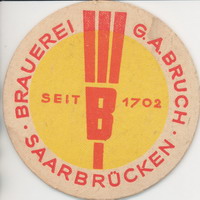 BRAUEREI G.A.BRUCH
SEIT 1702
B
· SAARBRÜCKEN ·